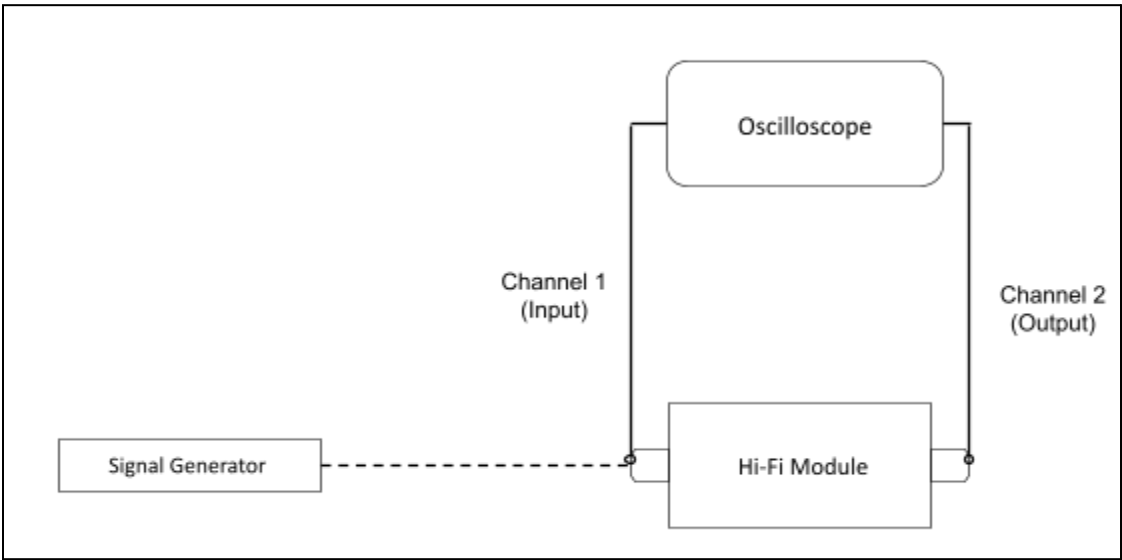 Oscilloscope
Channel 1
(Input)
Channel 2
(Output)
Signal Generator
Hi-Fi Module